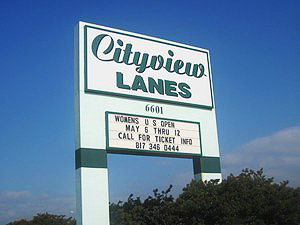 Cityview
LANES
6601
WOMENS U S OPEN
MAY 6 THRU 12
CALL FOR TICKET INFO
817 346 0444